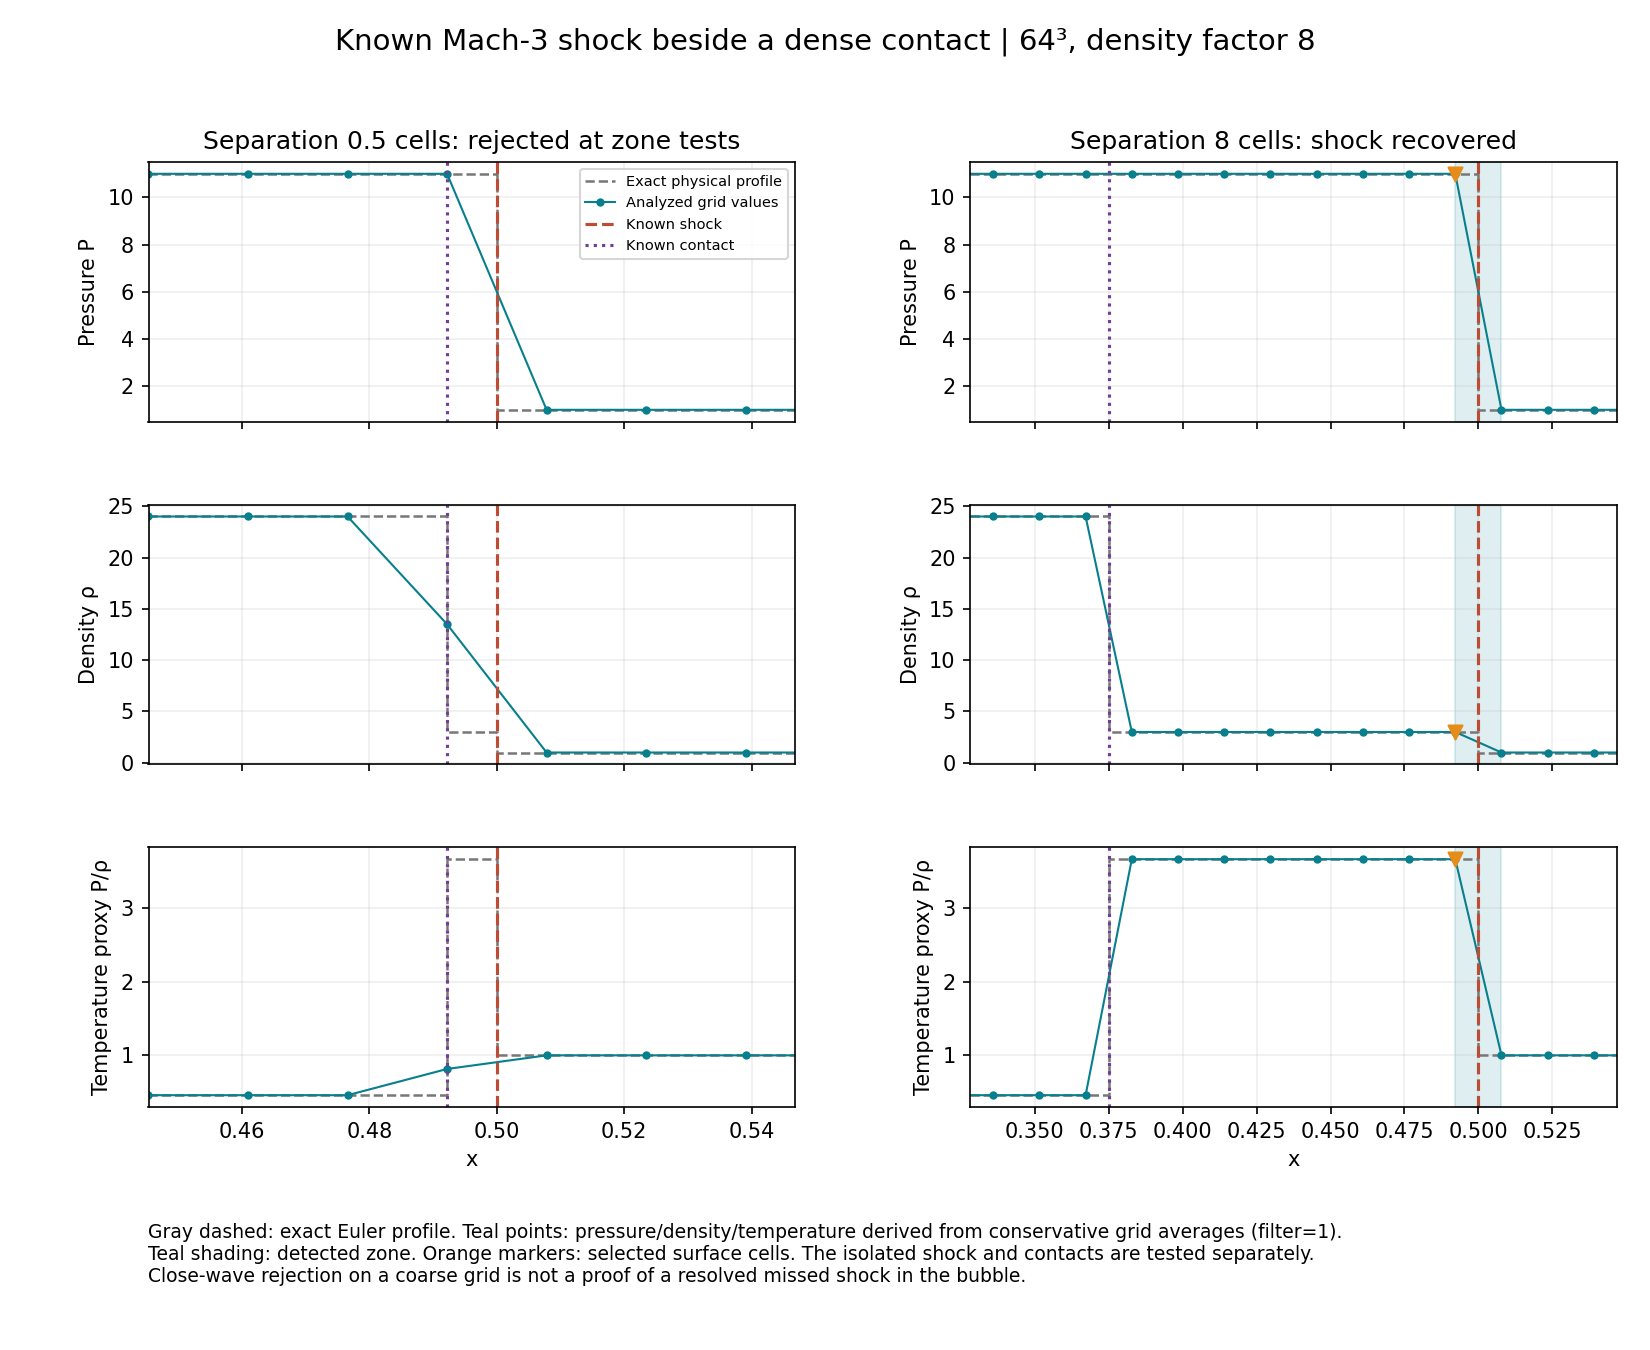 Known Mach-3 shock beside a dense contact | 64³, density factor 8
Separation 0.5 cells: rejected at zone tests
Exact physical profile
Analyzed grid values
Known shock
Known contact
Pressure P
10
8
6
4
2
Separation 8 cells: shock recovered
Pressure P
10
8
6
4
2
Density ρ
25
20
15
10
5
0
Density ρ
25
20
15
10
5
0
Temperature proxy P/ρ
3
2
1
0.46 0.48 0.50 0.52 0.54
x
Temperature proxy P/ρ
3
2
1
0.350 0.375 0.400 0.425 0.450 0.475 0.500 0.525
x
Gray dashed: exact Euler profile. Teal points: pressure/density/temperature derived from conservative grid averages (filter=1).
Teal shading: detected zone. Orange markers: selected surface cells. The isolated shock and contacts are tested separately.
Close-wave rejection on a coarse grid is not a proof of a resolved missed shock in the bubble.